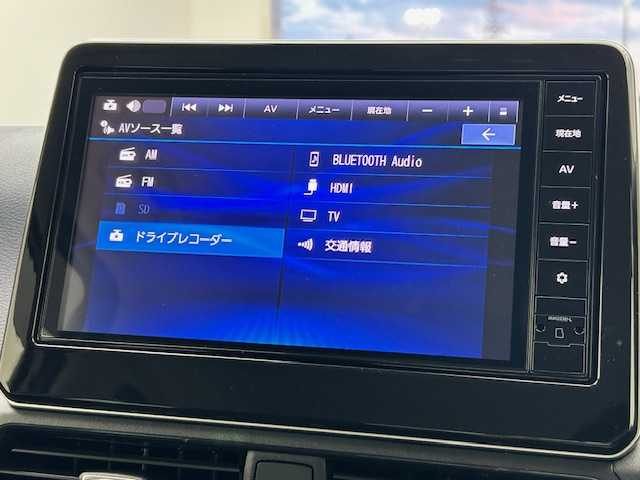 AV メニュー 現在地 − +
AVソース一覧
AM
FM
SD
ドライブレコーダー
BLUETOOTH Audio
HDMI
TV
交通情報
メニュー
現在地
AV
音量+
音量−